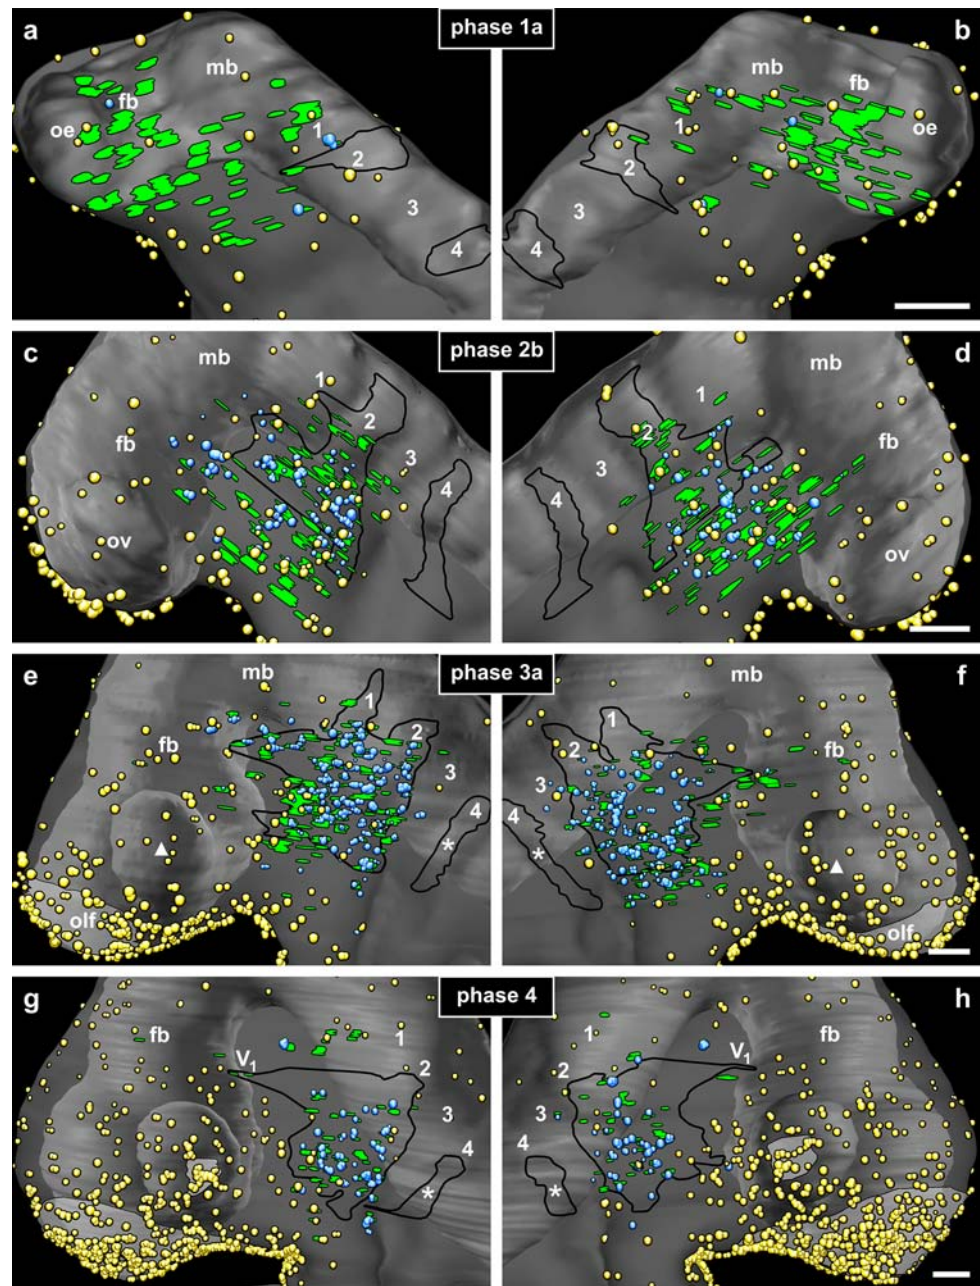 a phase 1a b
mb mb
fb fb
oe oe
1 1
2 2
3 3
4 4
c phase 2b d
mb mb
1 1
2 2
fb fb
3 3
4 4
ov ov
e phase 3a f
mb mb
1 1
2 2
fb fb
3 3
4 4
* *
olf olf
g phase 4 h
fb 1 1 fb
V1 2 2 V1
3 3
4 4
* *